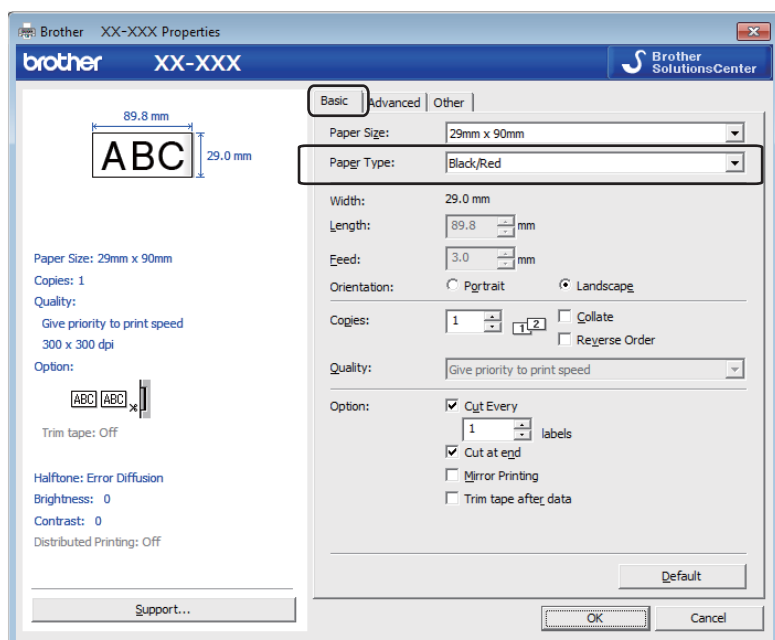 Brother XX-XXX Properties
brother XX-XXX
Brother
SolutionsCenter
89.8 mm
ABC
29.0 mm
Paper Size: 29mm x 90mm
Copies: 1
Quality:
Give priority to print speed
300 x 300 dpi
Option:
ABC ABC
Trim tape: Off
Halftone: Error Diffusion
Brightness: 0
Contrast: 0
Distributed Printing: Off
Support...
Basic Advanced Other
Paper Size: 29mm x 90mm
Paper Type: Black/Red
Width: 29.0 mm
Length: 89.8 mm
Feed: 3.0 mm
Orientation: Portrait Landscape
Copies: 1 1 2 Collate
Reverse Order
Quality: Give priority to print speed
Option: Cut Every
1 labels
Cut at end
Mirror Printing
Trim tape after data
Default
OK Cancel